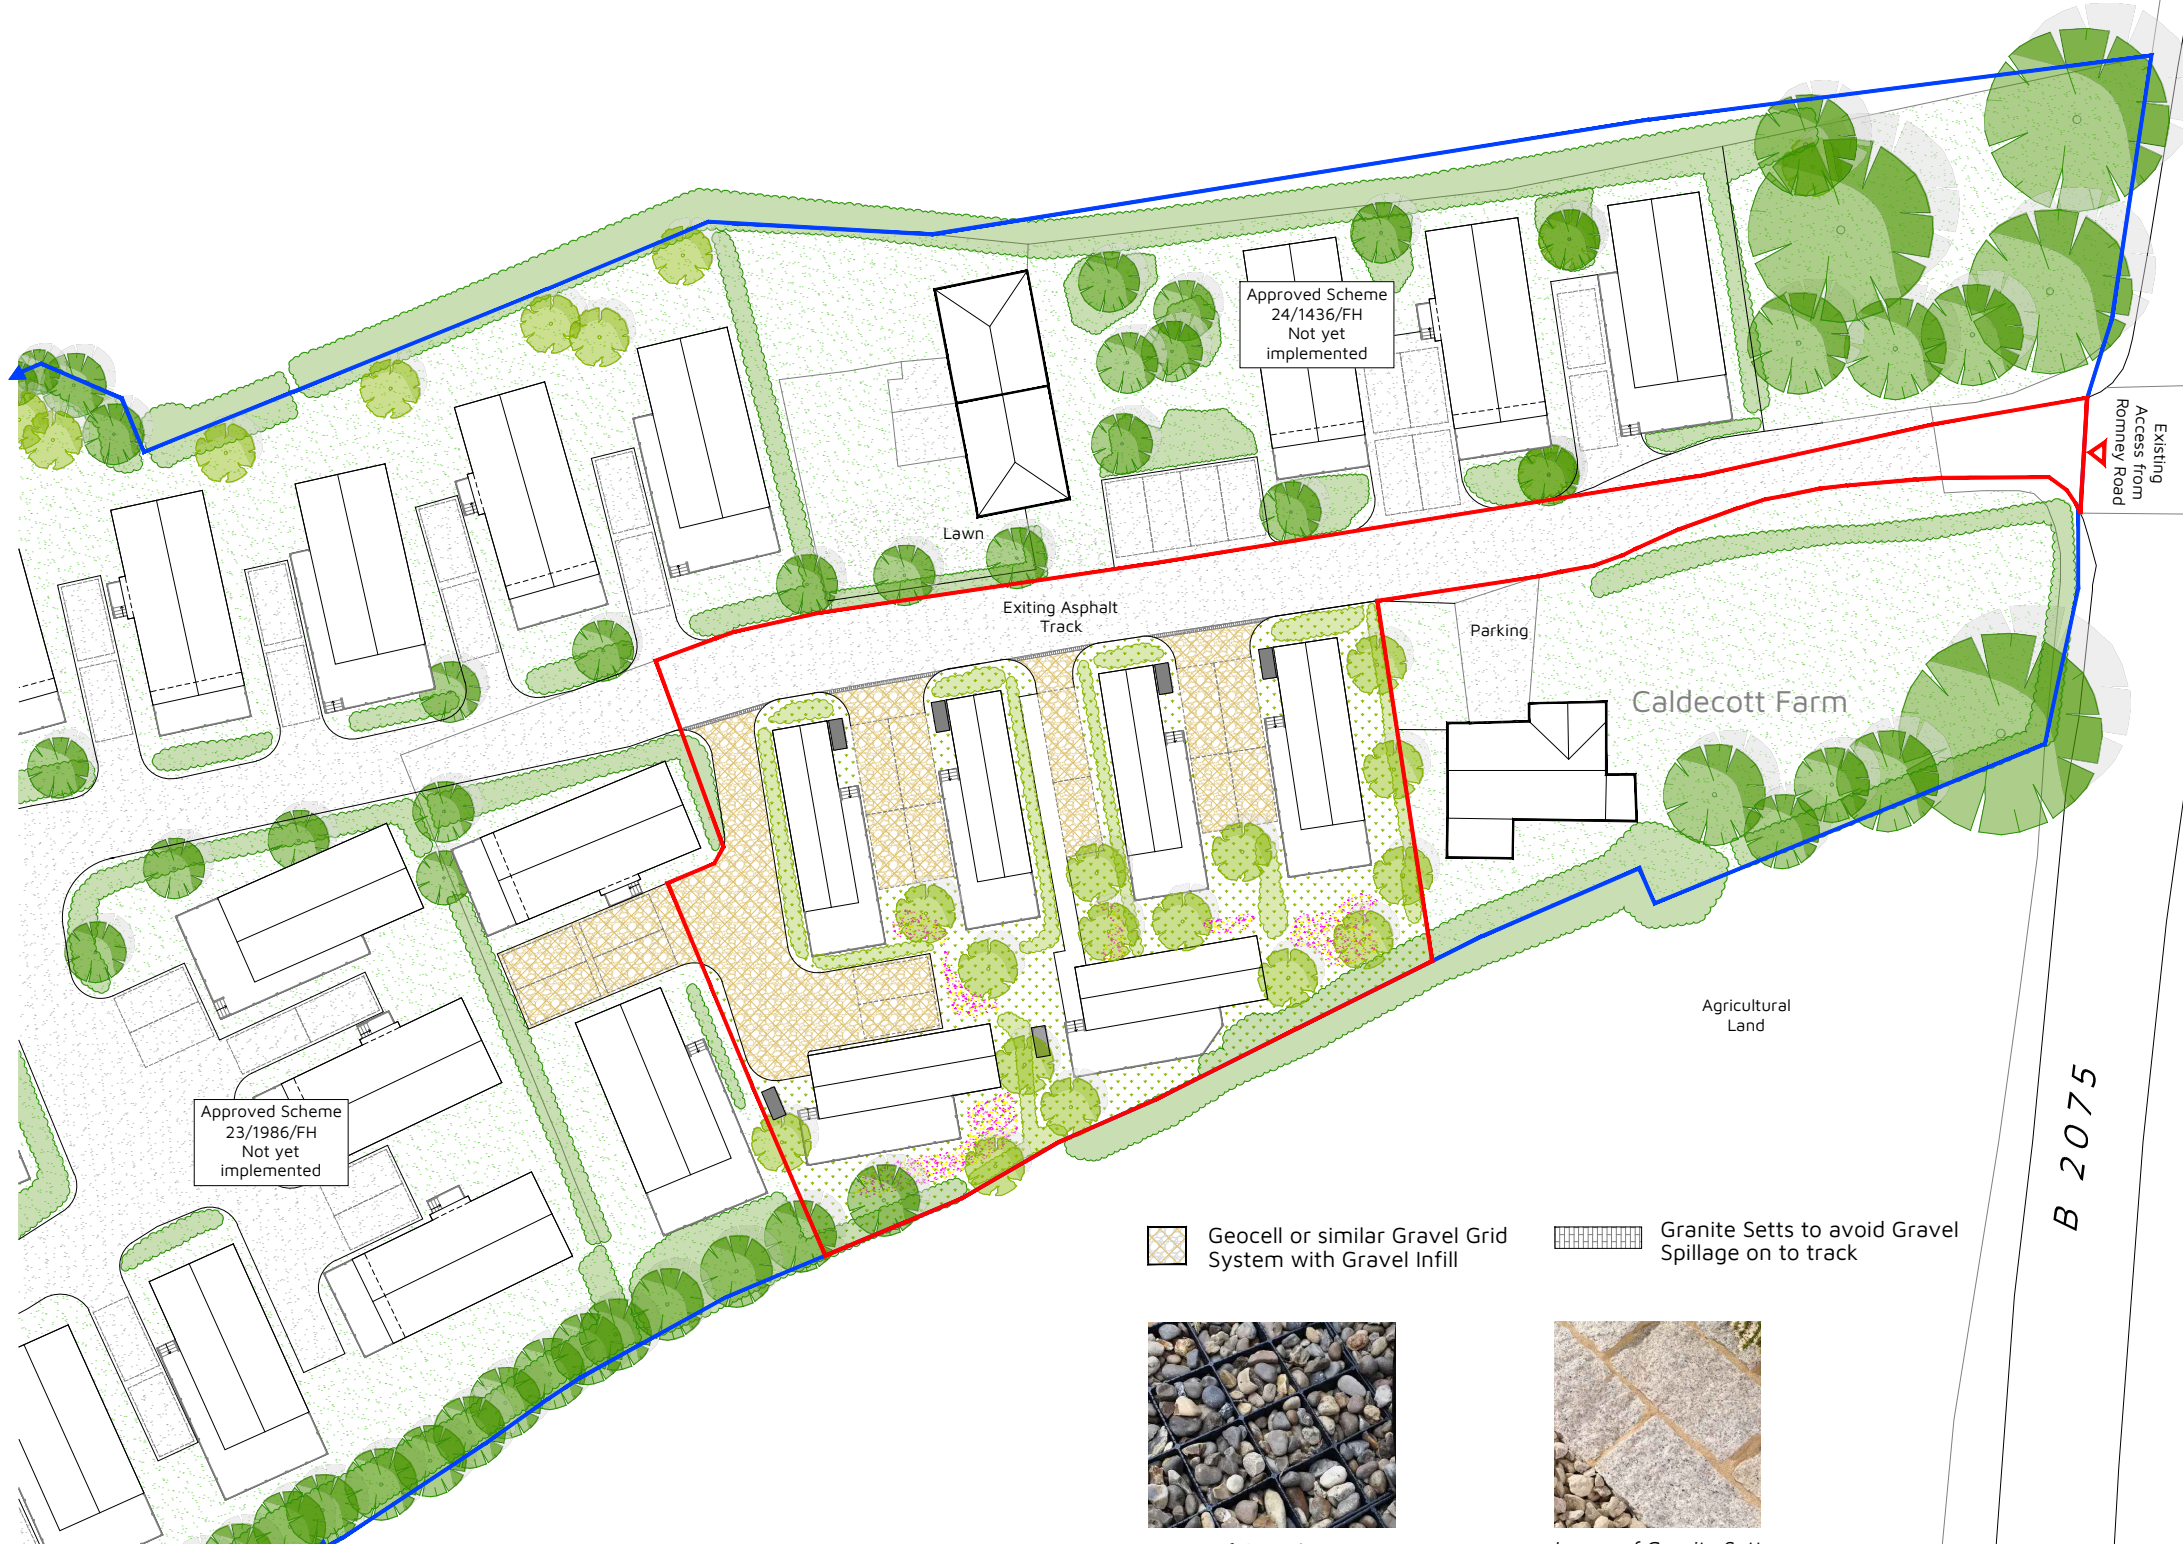 Approved Scheme
24/1436/FH
Not yet
implemented
Existing
Access from
Romney Road
Lawn
Exiting Asphalt
Track
Parking
Caldecott Farm
Agricultural
Land
B 2075
Approved Scheme
23/1986/FH
Not yet
implemented
Geocell or similar Gravel Grid
System with Gravel Infill
Granite Setts to avoid Gravel
Spillage on to track